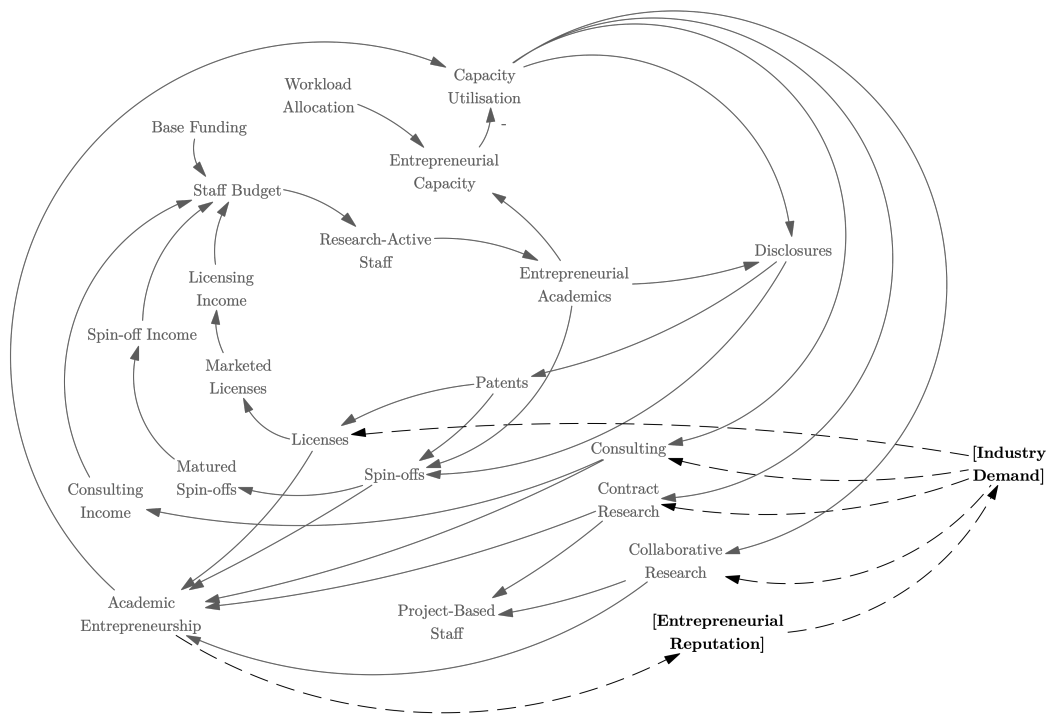 Capacity
Utilisation
-
Workload
Allocation
Base Funding
Entrepreneurial
Capacity
Staff Budget
Research-Active
Staff
Disclosures
Entrepreneurial
Academics
Licensing
Income
Spin-off Income
Marketed
Licenses
Patents
Licenses
Consulting
[Industry
Demand]
Matured
Spin-offs
Spin-offs
Consulting
Income
Contract
Research
Collaborative
Research
Academic
Entrepreneurship
Project-Based
Staff
[Entrepreneurial
Reputation]